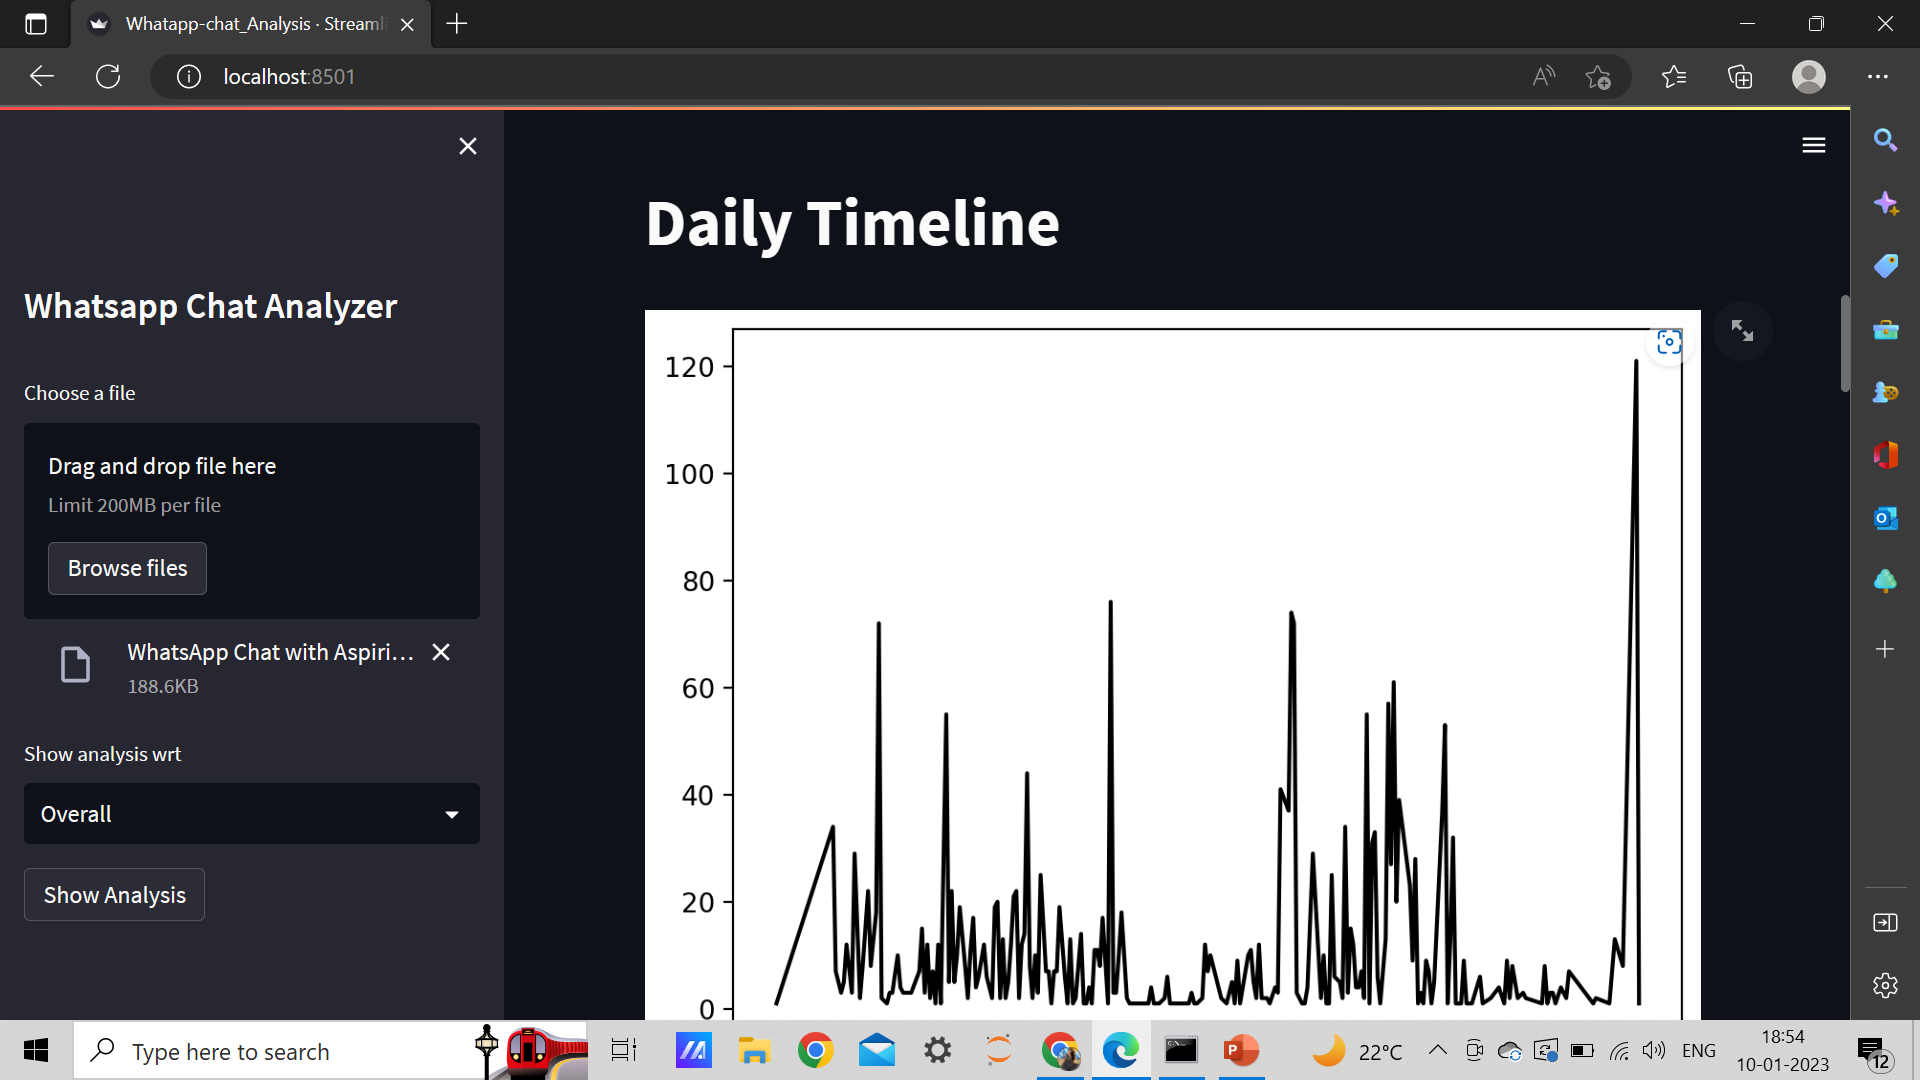 Whatapp-chat_Analysis · Streamli
localhost:8501
Whatsapp Chat Analyzer
Choose a file
Drag and drop file here
Limit 200MB per file
Browse files
WhatsApp Chat with Aspiri...
188.6KB
Show analysis wrt
Overall
Show Analysis
Daily Timeline
120
100
80
60
40
20
0
Type here to search
22°C
ENG
18:54
10-01-2023
12